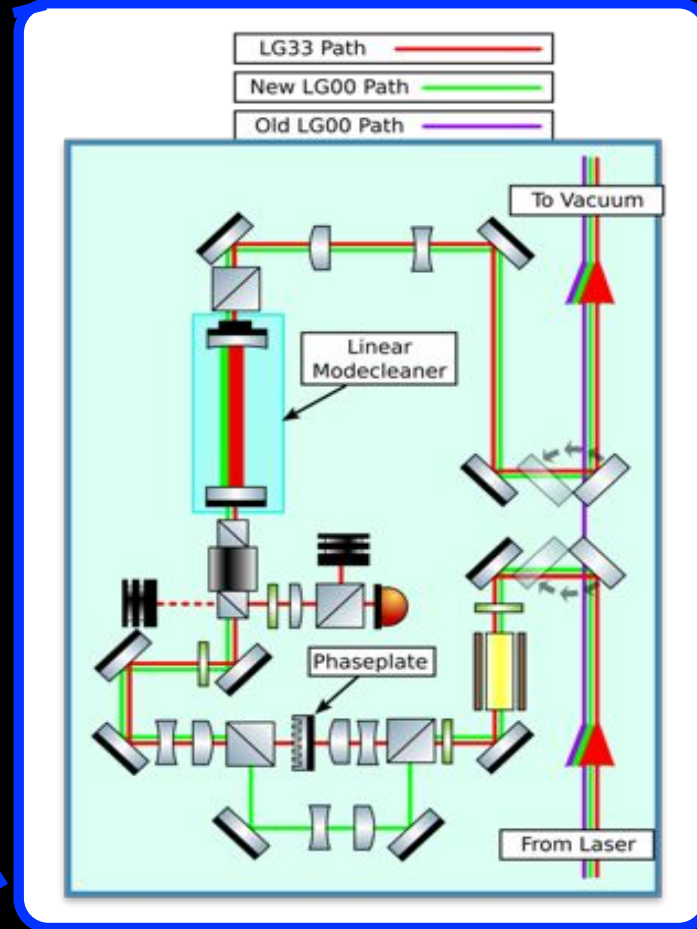 LG33 Path
New LG00 Path
Old LG00 Path
To Vacuum
Linear
Modecleaner
Phaseplate
From Laser